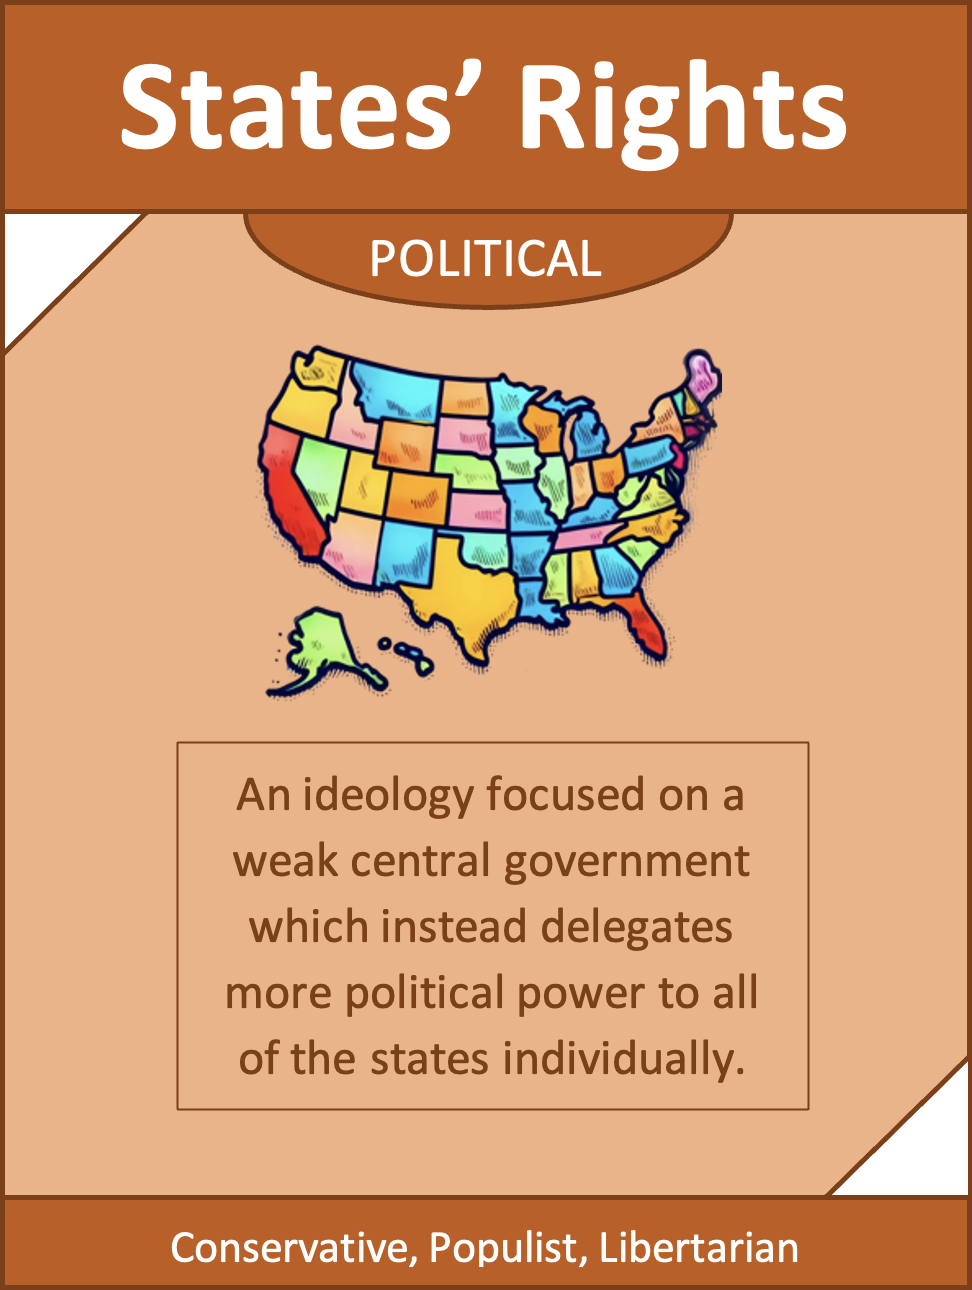 States’ Rights
POLITICAL
An ideology focused on a
weak central government
which instead delegates
more political power to all
of the states individually.
Conservative, Populist, Libertarian